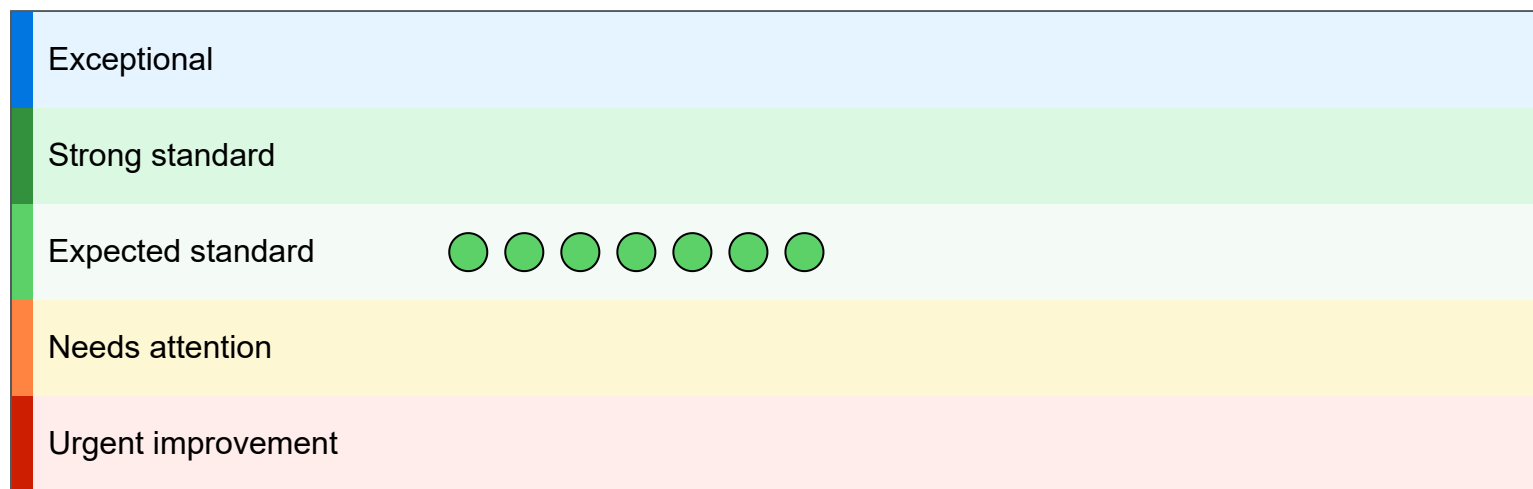 Exceptional
Strong standard
Expected standard
Needs attention
Urgent improvement